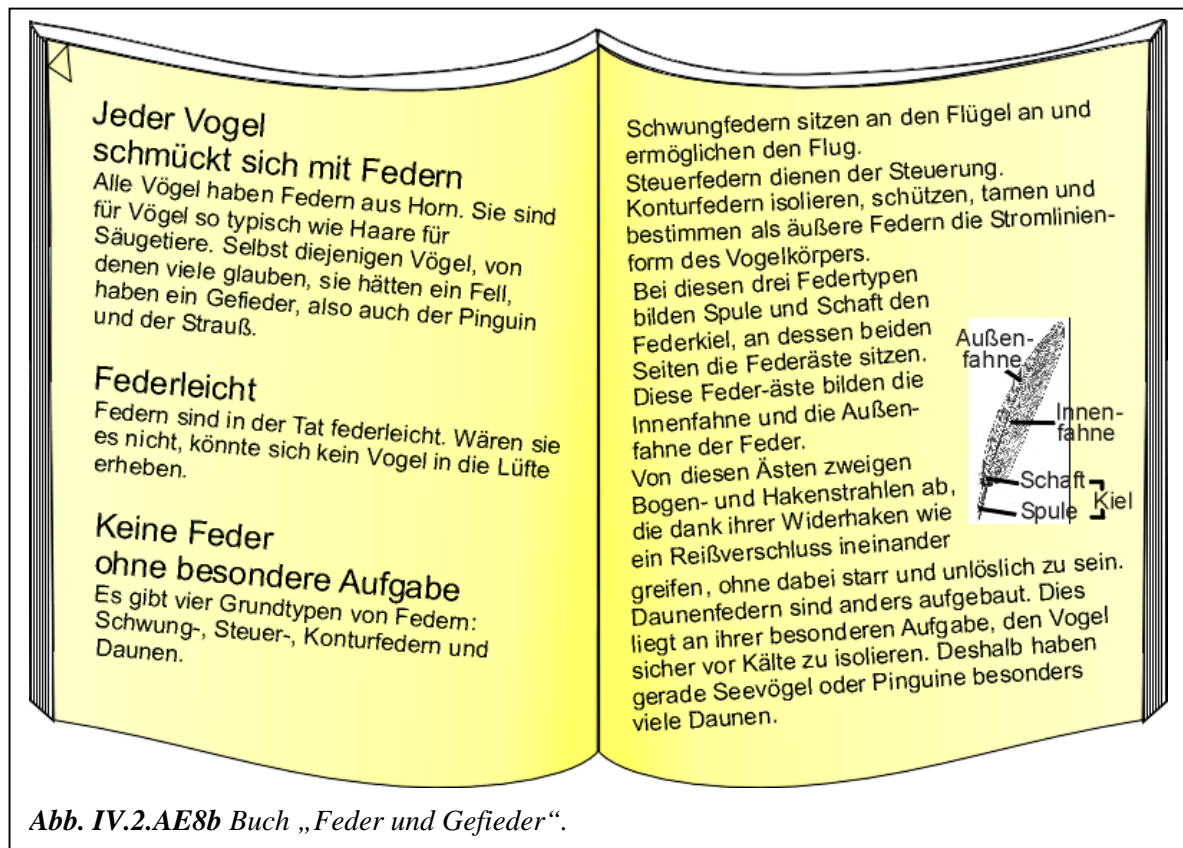 Jeder Vogel
schmückt sich mit Federn
Alle Vögel haben Federn aus Horn. Sie sind
für Vögel so typisch wie Haare für
Säugetiere. Selbst diejenigen Vögel, von
denen viele glauben, sie hätten ein Fell,
haben ein Gefieder, also auch der Pinguin
und der Strauß.
Federleicht
Federn sind in der Tat federleicht. Wären sie
es nicht, könnte sich kein Vogel in die Lüfte
erheben.
Keine Feder
ohne besondere Aufgabe
Es gibt vier Grundtypen von Federn:
Schwung-, Steuer-, Konturfedern und
Daunen.
Schwungfedern sitzen an den Flügel an und
ermöglichen den Flug.
Steuerfedern dienen der Steuerung.
Konturfedern isolieren, schützen, tarnen und
bestimmen als äußere Federn die Stromlinien-
form des Vogelkörpers.
Bei diesen drei Federtypen
bilden Spule und Schaft den
Federkiel, an dessen beiden
Seiten die Federäste sitzen.
Diese Feder-äste bilden die
Innenfahne und die Außen-
fahne der Feder.
Von diesen Ästen zweigen
Bogen- und Hakenstrahlen ab,
die dank ihrer Widerhaken wie
ein Reißverschluss ineinander
greifen, ohne dabei starr und unlöslich zu sein.
Daunenfedern sind anders aufgebaut. Dies
liegt an ihrer besonderen Aufgabe, den Vogel
sicher vor Kälte zu isolieren. Deshalb haben
gerade Seevögel oder Pinguine besonders
viele Daunen.
Außen-
fahne
Innen-
fahne
Schaft
Kiel
Spule
Abb. IV.2.AE8b Buch „Feder und Gefieder“.